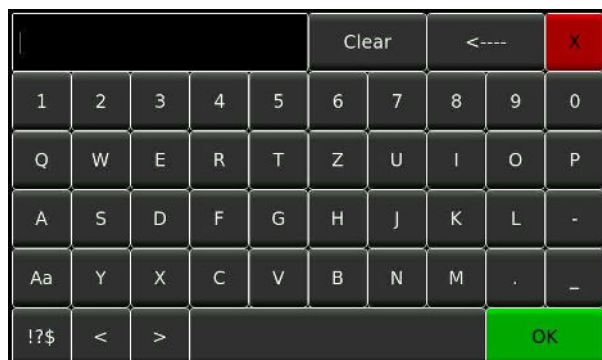 Clear <---- X
1 2 3 4 5 6 7 8 9 0
Q W E R T Z U I O P
A S D F G H J K L -
Aa Y X C V B N M . _
!?$ < > OK